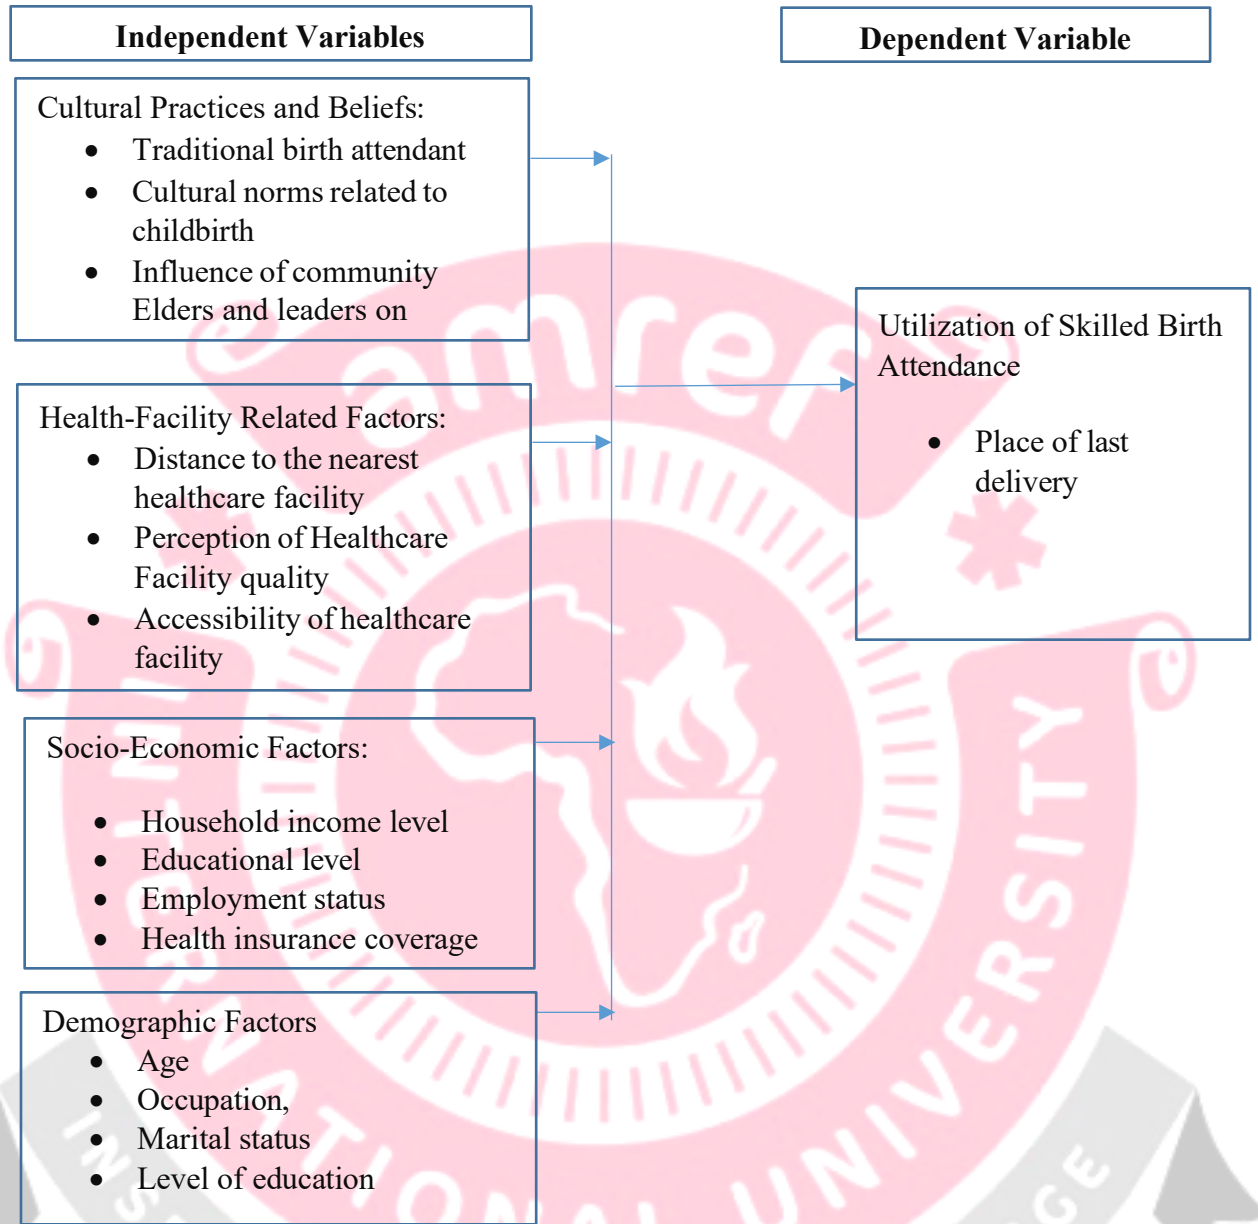 Independent Variables
Dependent Variable
Cultural Practices and Beliefs:
• Traditional birth attendant
• Cultural norms related to
childbirth
• Influence of community
Elders and leaders on
Health-Facility Related Factors:
• Distance to the nearest
healthcare facility
• Perception of Healthcare
Facility quality
• Accessibility of healthcare
facility
Socio-Economic Factors:
• Household income level
• Educational level
• Employment status
• Health insurance coverage
Demographic Factors
• Age
• Occupation,
• Marital status
• Level of education
Utilization of Skilled Birth
Attendance
• Place of last
delivery
amref
INTERNATIONAL UNIVERSITY